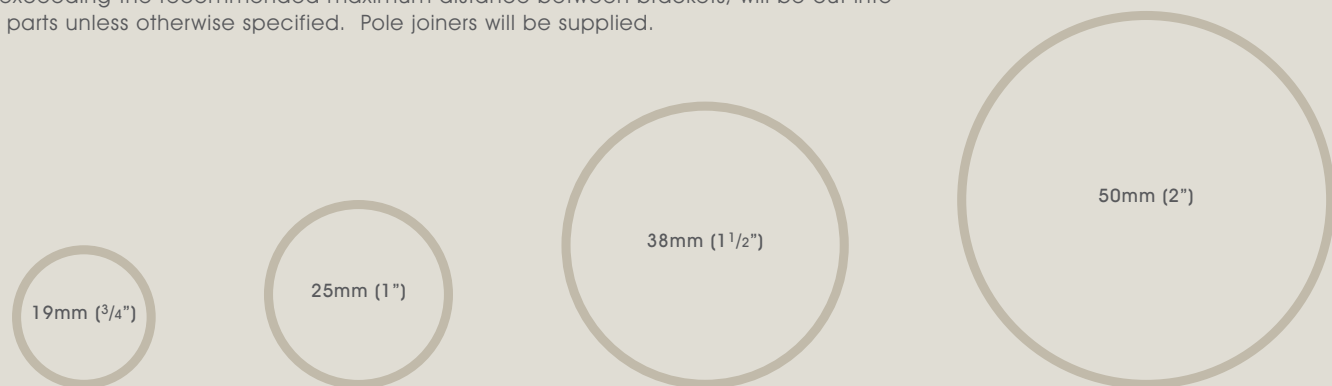 exceeding the recommended maximum distance between brackets, will be cut into
parts unless otherwise specified.  Pole joiners will be supplied.
50mm (2”)
38mm (1 1/2”)
25mm (1”)
19mm (3/4”)